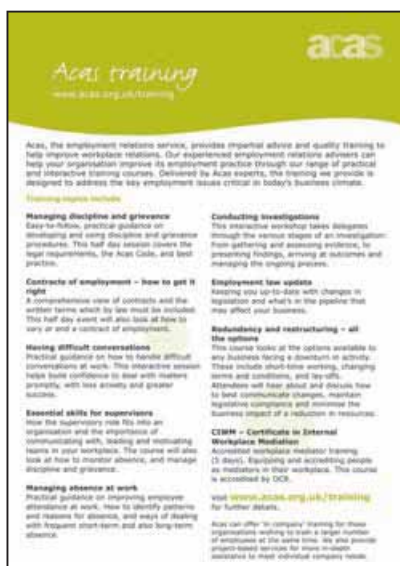 acas
Acas training
www.acas.org.uk/training
Acas, the employment relations service, provides impartial advice and quality training to
help improve workplace relations. Our experienced employment relations advisers can
help your organisation improve its employment practice through our range of practical
and interactive training courses. Delivered by Acas experts, the training we provide is
designed to address the key employment issues critical in today's business climate.
Training topics include
Managing discipline and grievance
Easy-to-follow, practical guidance on
developing and using discipline and grievance
procedures. This half day session covers the
legal requirements, the Acas Code, and best
practice.
Contracts of employment – how to get it
right
A comprehensive view of contracts and the
written terms which by law must be included.
This half day event will also look at how to
vary or end a contract of employment.
Having difficult conversations
Practical guidance on how to handle difficult
conversations at work. This interactive session
helps build confidence to deal with matters
promptly, with less anxiety and greater
success.
Essential skills for supervisors
How the supervisory role fits into an
organisation and the importance of
communicating with, leading and motivating
teams in your workplace. The course will also
look at how to monitor absence, and manage
discipline and grievance.
Managing absence at work
Practical guidance on improving employee
attendance at work. How to identify patterns
and reasons for absence, and ways of dealing
with frequent short-term and also long-term
absence.
Conducting investigations
This interactive workshop takes delegates
through the various stages of an investigation:
from gathering and assessing evidence, to
presenting findings, arriving at outcomes and
managing the ongoing process.
Employment law update
Keeping you up-to-date with changes in
legislation and what's in the pipeline that
may affect your business.
Redundancy and restructuring – all
the options
This course looks at the options available to
any business facing a downturn in activity.
These include short-time working, changing
terms and conditions, and lay-offs.
Attendees will hear about and discuss how
to best communicate changes, maintain
legislative compliance and minimise the
business impact of a reduction in resources.
CIWM – Certificate in Internal
Workplace Mediation
Accredited workplace mediator training
(5 days). Equipping and accrediting people
as mediators in their workplace. This course
is accredited by OCR.
Visit www.acas.org.uk/training
for further details.
Acas can offer 'in company' training for those
organisations wishing to train a larger number
of employees at the same time. We also provide
project-based services for more in-depth
assistance to meet individual company needs.